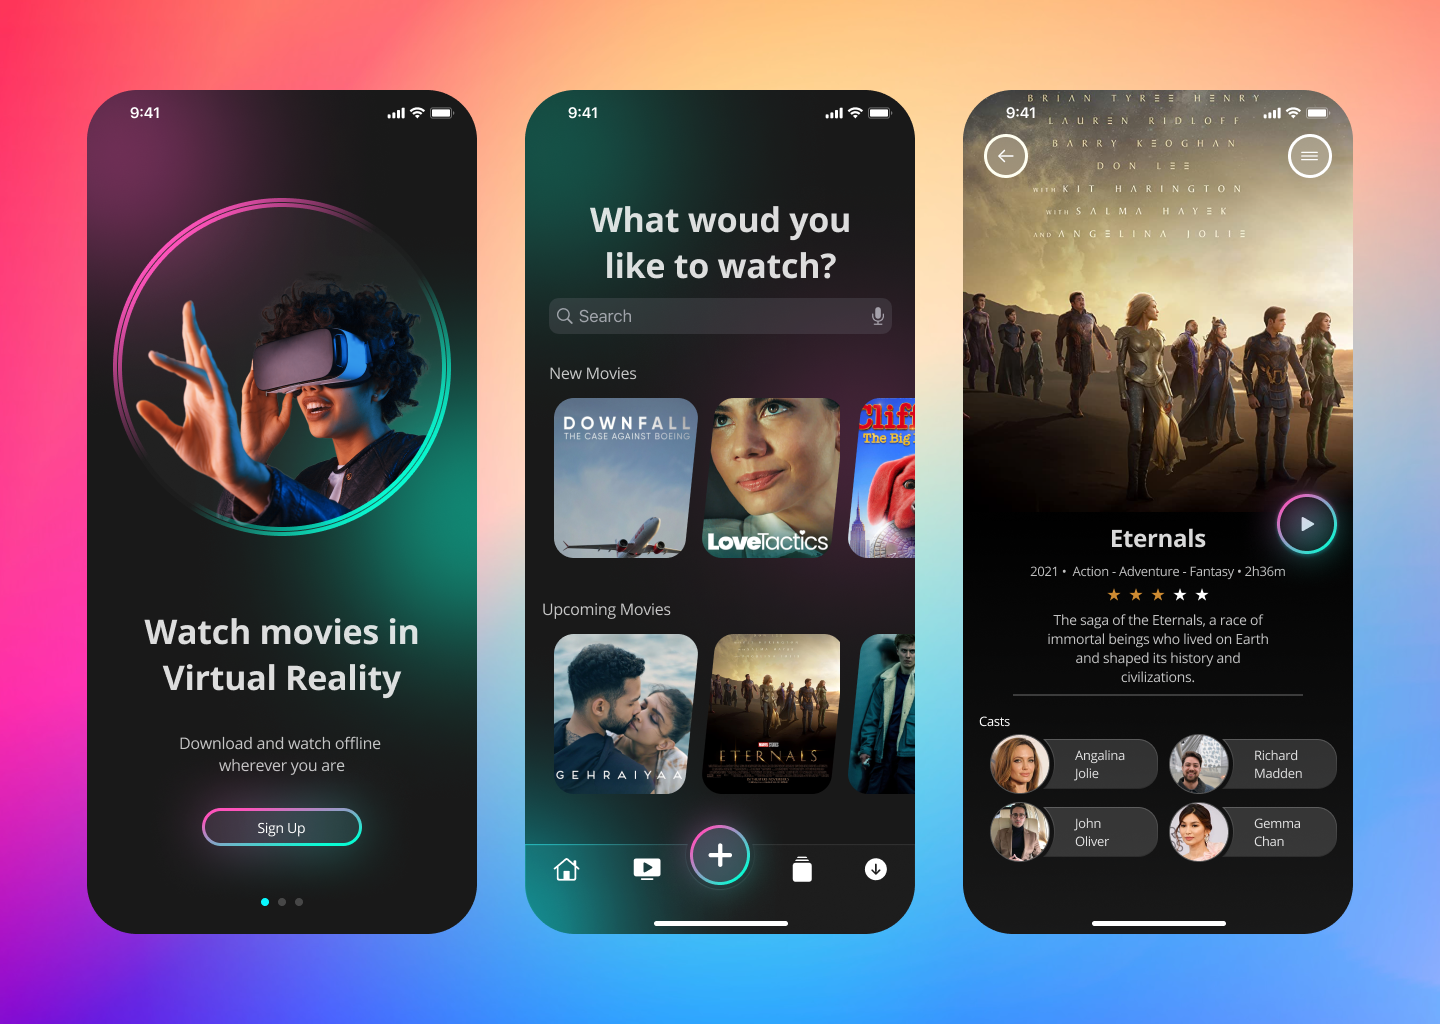 9:41
Watch movies in
Virtual Reality
Download and watch offline
wherever you are
Sign Up
9:41
What woud you
like to watch?
Search
New Movies
DOWNFALL
THE CASE AGAINST BOEING
LoveTactics
Cliff
The Big
Upcoming Movies
GEHRAIYAA
MARVEL STUDIOS
ETERNALS
9:41
BRIAN TYREE HENRY
LAUREN RIDLOFF
BARRY KEOGHAN
DON LEE
WITH KIT HARINGTON
WITH SALMA HAYEK
AND ANGELINA JOLIE
Eternals
2021 • Action - Adventure - Fantasy • 2h36m
The saga of the Eternals, a race of
immortal beings who lived on Earth
and shaped its history and
civilizations.
Casts
Angalina
Jolie
Richard
Madden
John
Oliver
Gemma
Chan